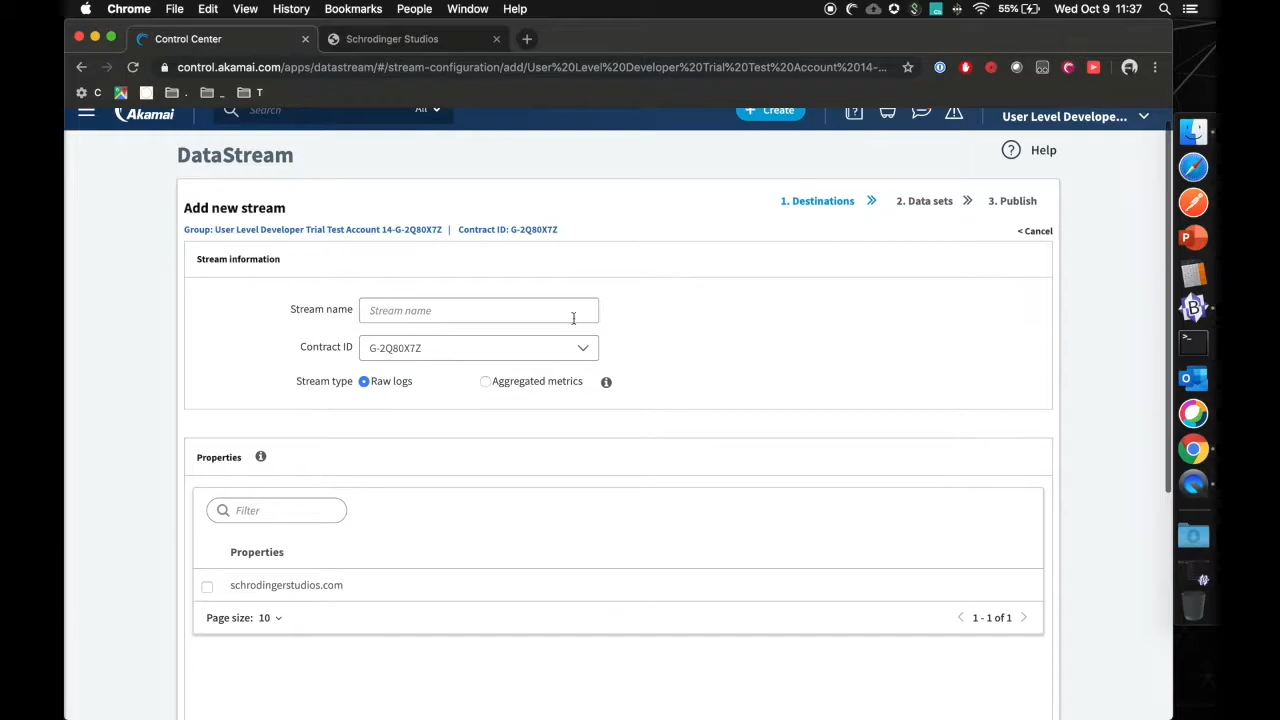 Chrome File Edit View History Bookmarks People Window Help 55% Wed Oct 9 11:37
Control Center Schrodinger Studios
control.akamai.com/apps/datastream/#/stream-configuration/add/User%20Level%20Developer%20Trial%20Test%20Account%2014-...
C . _ T
Akamai Search All + Create User Level Develope...
DataStream
? Help
Add new stream
1. Destinations 2. Data sets 3. Publish
Group: User Level Developer Trial Test Account 14-G-2Q80X7Z | Contract ID: G-2Q80X7Z
< Cancel
Stream information
Stream name Stream name
Contract ID G-2Q80X7Z
Stream type Raw logs Aggregated metrics
Properties
Filter
Properties
schrodingerstudios.com
Page size: 10 1 - 1 of 1